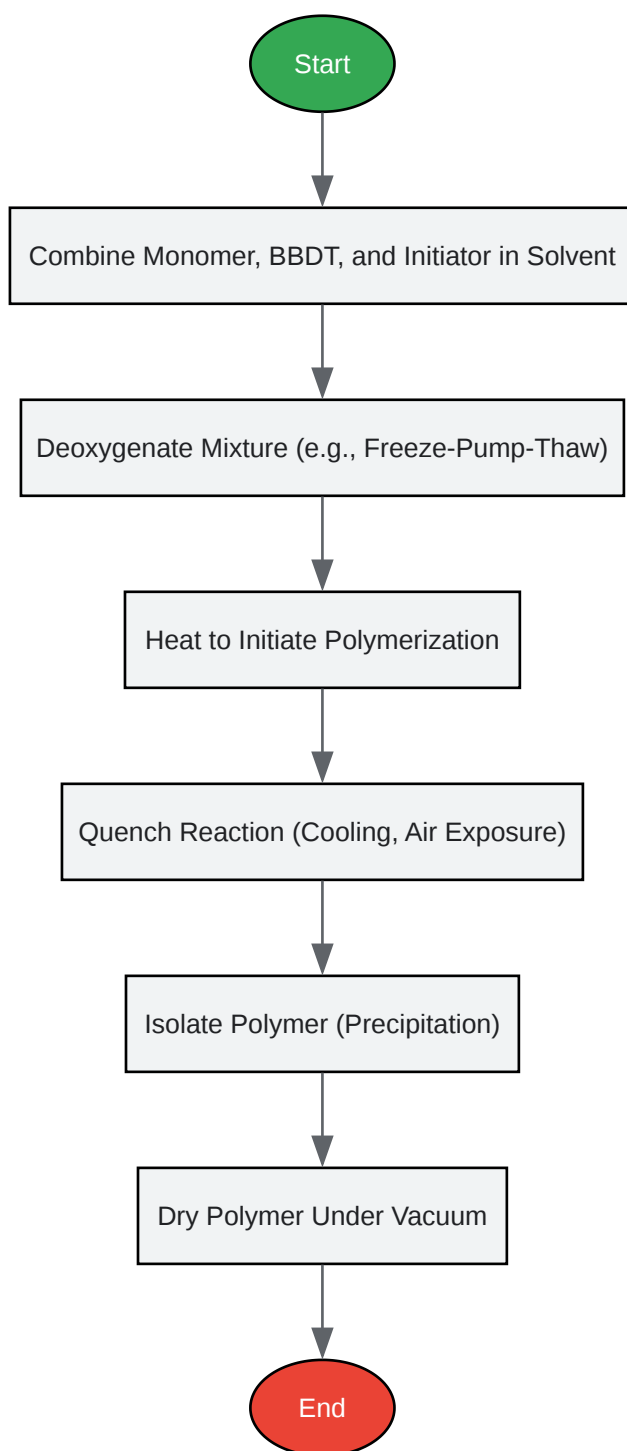 Start
Combine Monomer, BBDT, and Initiator in Solvent
Deoxygenate Mixture (e.g., Freeze-Pump-Thaw)
Heat to Initiate Polymerization
Quench Reaction (Cooling, Air Exposure)
Isolate Polymer (Precipitation)
Dry Polymer Under Vacuum
End